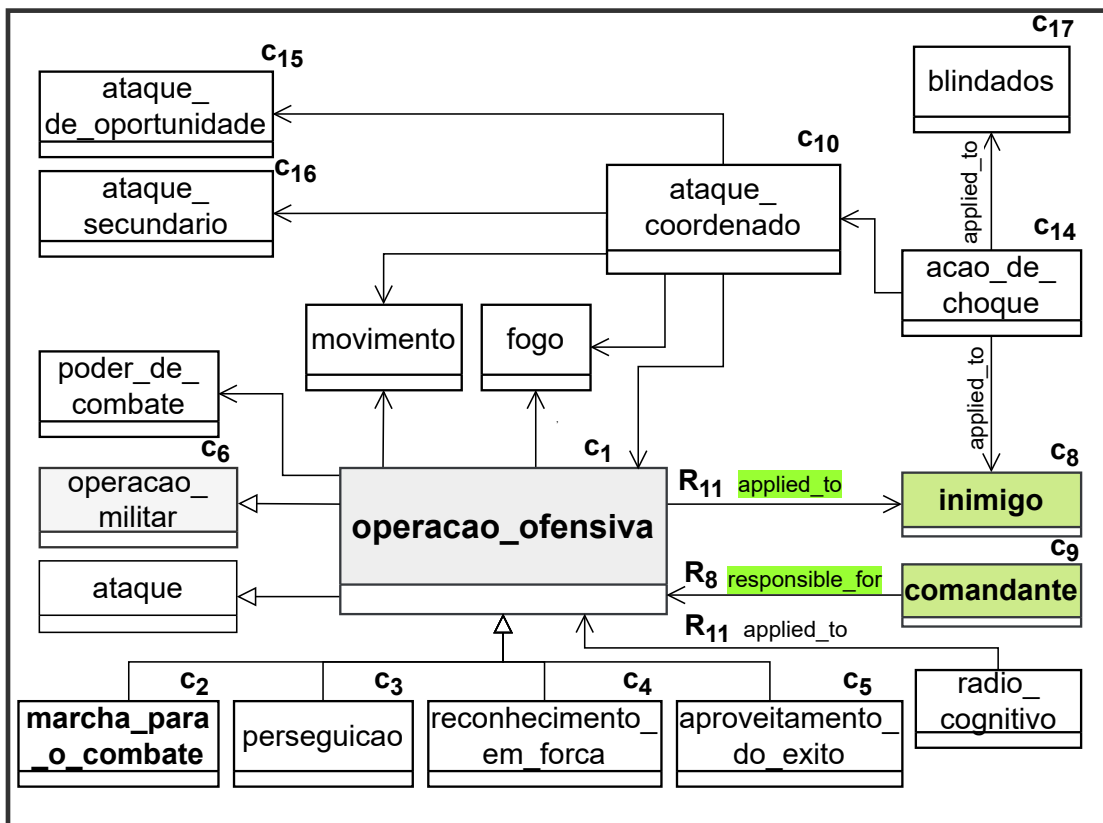 c15
ataque_
de_oportunidade
c16
ataque_
secundario
c10
ataque_
coordenado
c17
blindados
applied_to
c14
acao_de_
choque
applied_to
movimento
fogo
poder_de_
combate
c6
operacao_
militar
ataque
c1
operacao_ofensiva
R11 applied_to
c8
inimigo
c9
R8 responsible_for
comandante
R11 applied_to
c2
marcha_para
_o_combate
c3
perseguicao
c4
reconhecimento_
em_forca
c5
aproveitamento_
do_exito
radio_
cognitivo